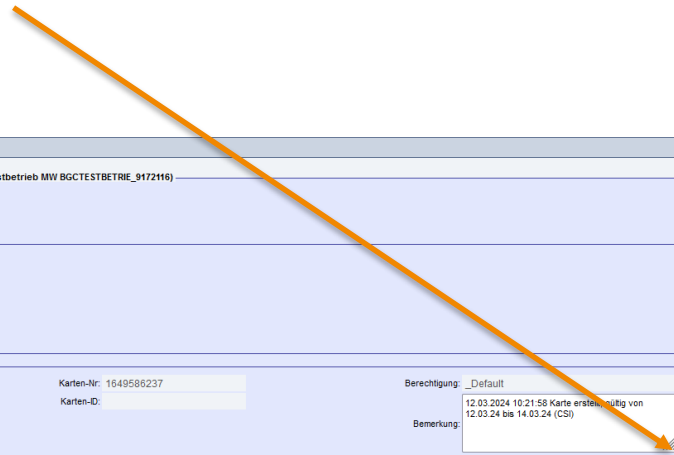 stbetrieb MW BGCTESTBETRIE_9172116)
Karten-Nr: 1649586237 Berechtigung: _Default
Karten-ID:
Bemerkung: 12.03.2024 10:21:58 Karte erstellt, gültig von
12.03.24 bis 14.03.24 (CSI)